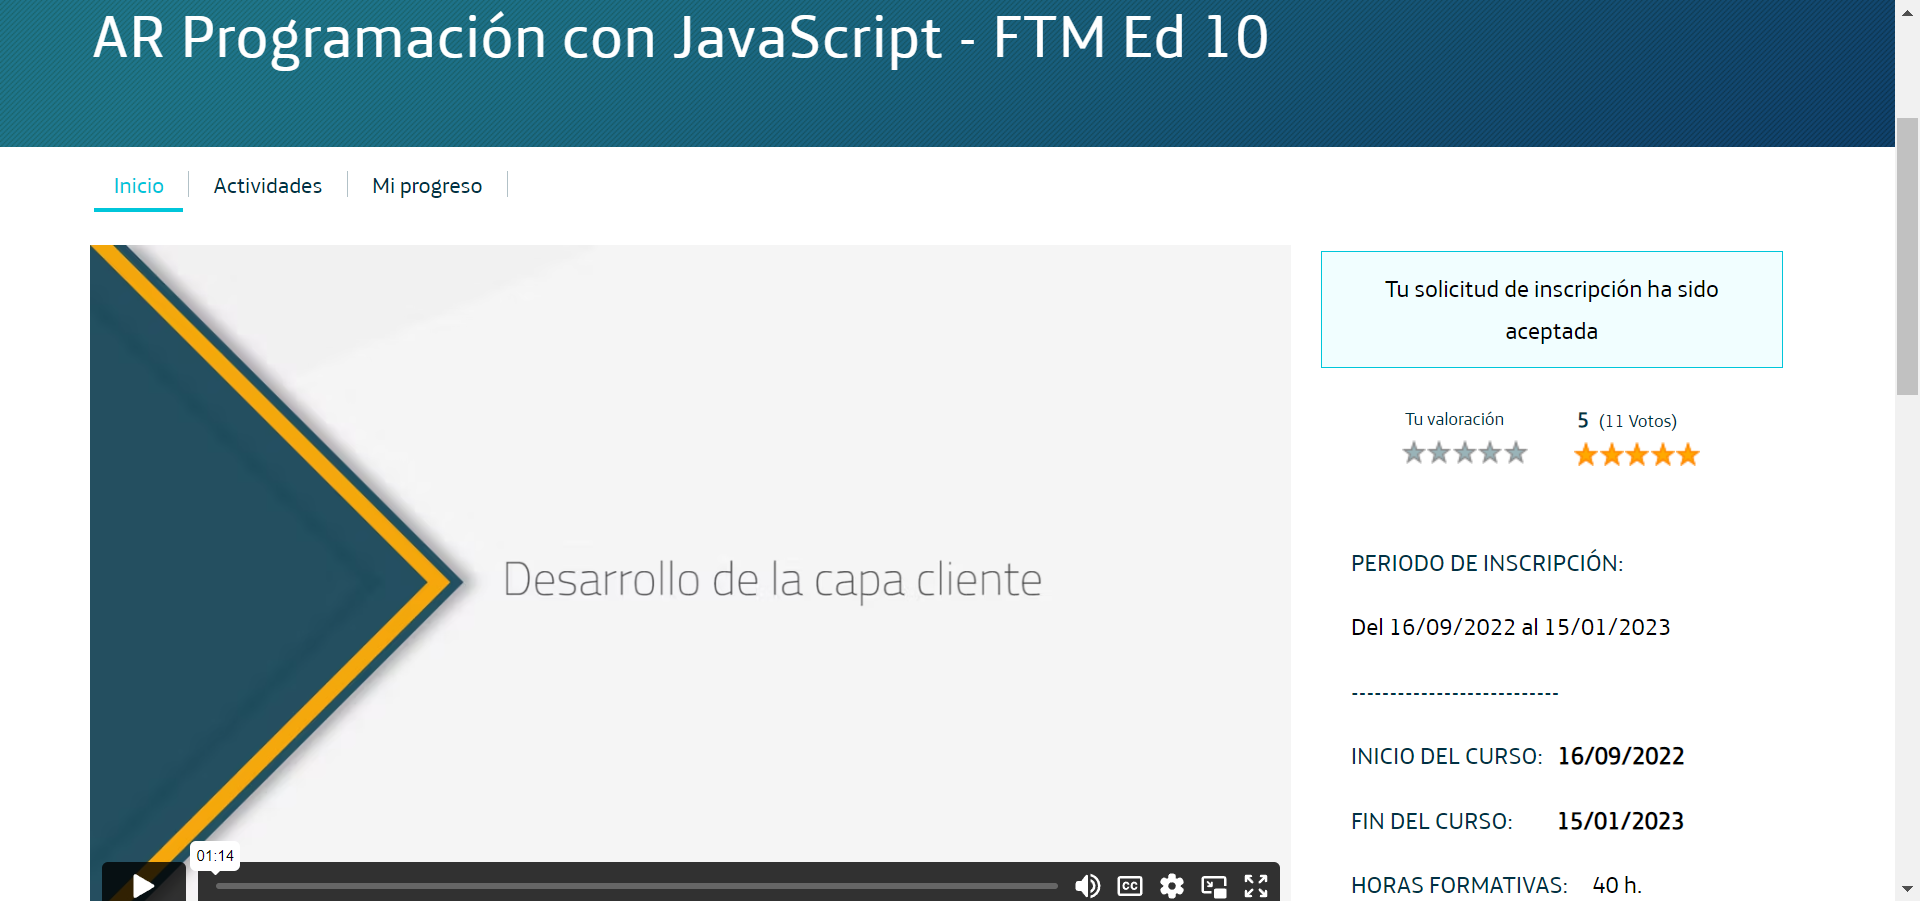 AR Programación con JavaScript - FTM Ed 10
Inicio
Actividades
Mi progreso
Desarrollo de la capa cliente
01:14
CC
Tu solicitud de inscripción ha sido
aceptada
Tu valoración
5 (11 Votos)
PERIODO DE INSCRIPCIÓN:
Del 16/09/2022 al 15/01/2023
---------------------------
INICIO DEL CURSO: 16/09/2022
FIN DEL CURSO: 15/01/2023
HORAS FORMATIVAS: 40 h.